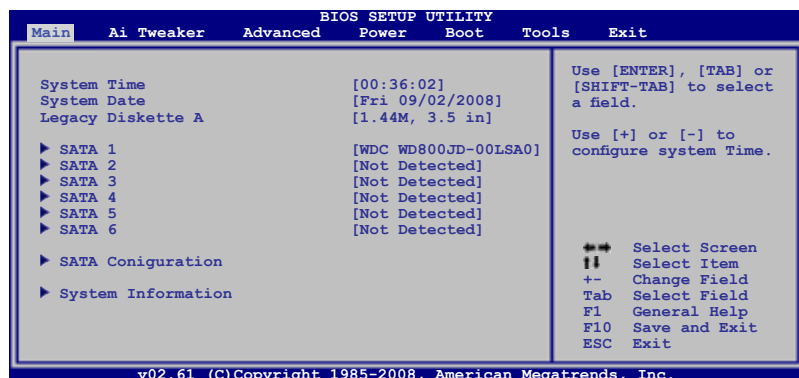 BIOS SETUP UTILITY
Main Ai Tweaker Advanced Power Boot Tools Exit
System Time [00:36:02]
System Date [Fri 09/02/2008]
Legacy Diskette A [1.44M, 3.5 in]
SATA 1 [WDC WD800JD-00LSA0]
SATA 2 [Not Detected]
SATA 3 [Not Detected]
SATA 4 [Not Detected]
SATA 5 [Not Detected]
SATA 6 [Not Detected]
SATA Coniguration
System Information
Use [ENTER], [TAB] or
[SHIFT-TAB] to select
a field.
Use [+] or [-] to
configure system Time.
Select Screen
Select Item
+- Change Field
Tab Select Field
F1 General Help
F10 Save and Exit
ESC Exit
v02.61 (C)Copyright 1985-2008, American Megatrends, Inc.